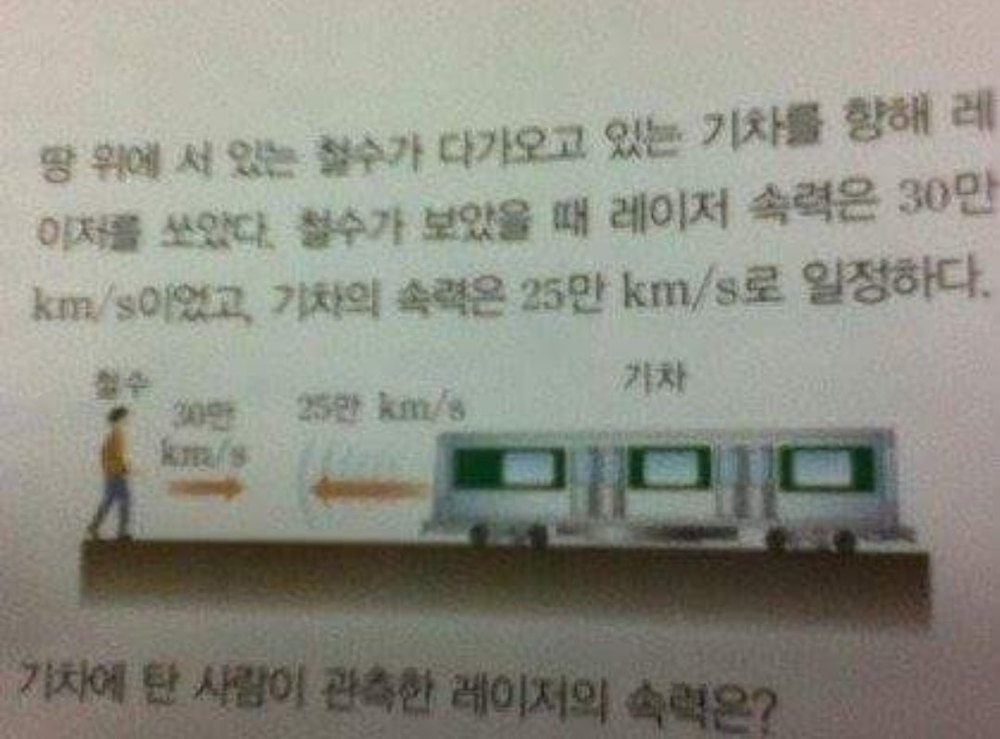 땅 위에 서 있는 철수가 다가오고 있는 기차를 향해 레
이저를 쏘았다. 철수가 보았을 때 레이저 속력은 30만
km/s이었고, 기차의 속력은 25만 km/s로 일정하다.
철수
기차
30만
km/s
25만 km/s
기차에 탄 사람이 관측한 레이저의 속력은?